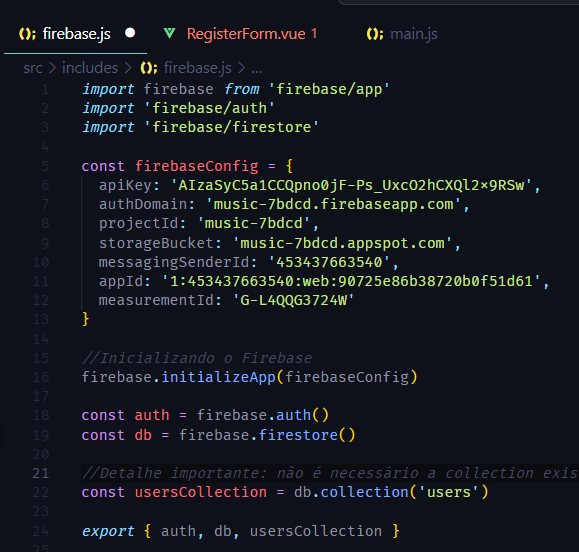 firebase.js
RegisterForm.vue 1
main.js
src > includes > firebase.js > ...
1 import firebase from 'firebase/app'
2 import 'firebase/auth'
3 import 'firebase/firestore'
4
5 const firebaseConfig = {
6 apiKey: 'AIzaSyC5a1CCQpno0jF-Ps_UxcO2hCXQl2x9RSw',
7 authDomain: 'music-7bdcd.firebaseapp.com',
8 projectId: 'music-7bdcd',
9 storageBucket: 'music-7bdcd.appspot.com',
10 messagingSenderId: '453437663540',
11 appId: '1:453437663540:web:90725e86b38720b0f51d61',
12 measurementId: 'G-L4QQG3724W'
13 }
14
15 //Inicializando o Firebase
16 firebase.initializeApp(firebaseConfig)
17
18 const auth = firebase.auth()
19 const db = firebase.firestore()
20
21 //Detalhe importante: não é necessário a collection exis
22 const usersCollection = db.collection('users')
23
24 export { auth, db, usersCollection }
25